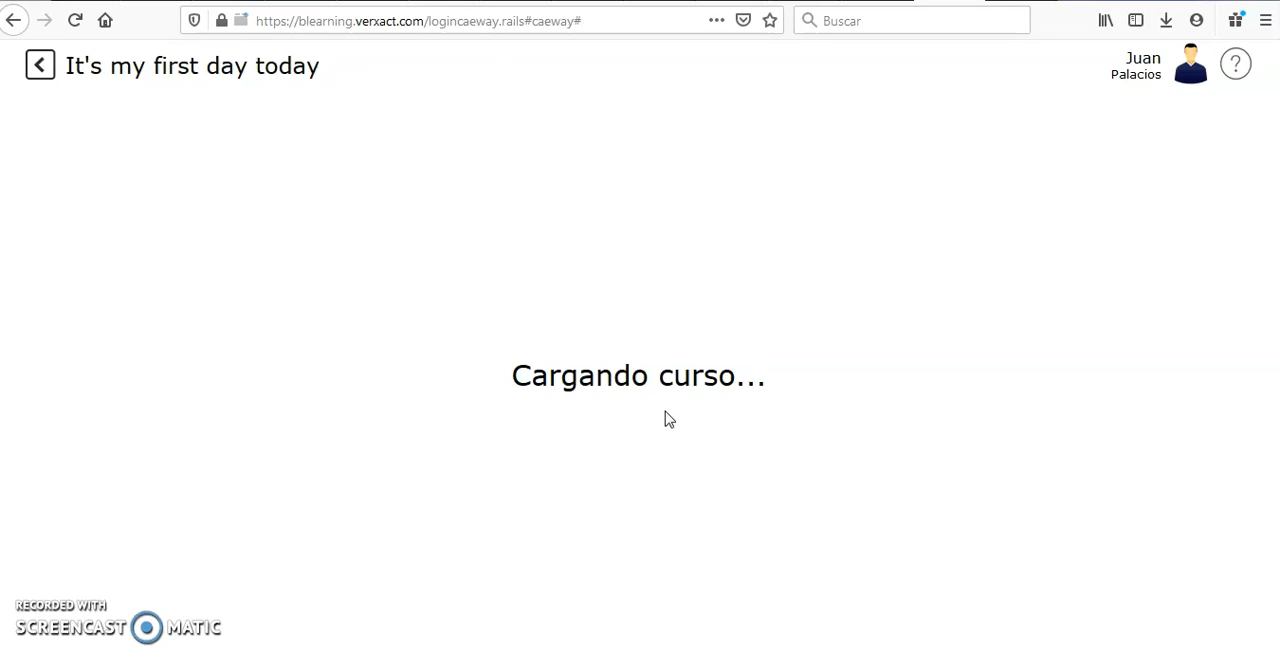 https://blearning.verxact.com/logincaeway.rails#caeway#
Buscar
It's my first day today
Juan
Palacios
?
Cargando curso...
RECORDED WITH
SCREENCAST MATIC